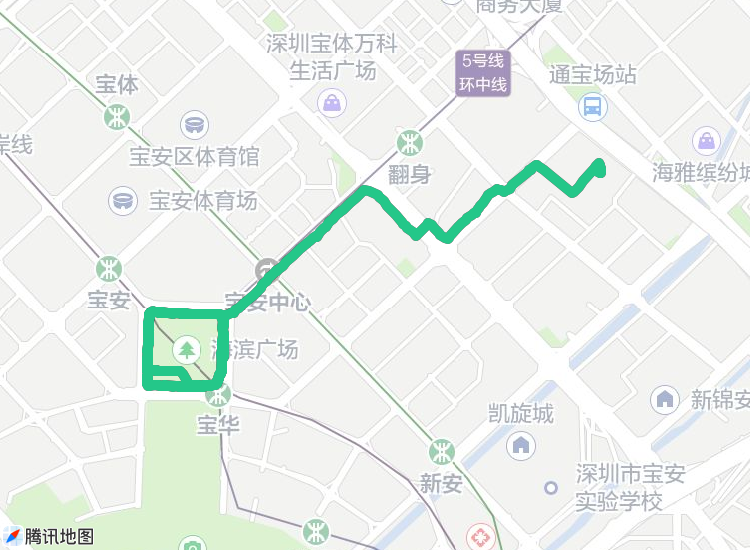 商务大厦
深圳宝体万科
生活广场
5号线
环中线
通宝场站
宝体
岸线
宝安区体育馆
翻身
海雅缤纷城
宝安体育场
宝安
宝安中心
海滨广场
宝华
凯旋城
新锦安
新安
深圳市宝安
实验学校
腾讯地图